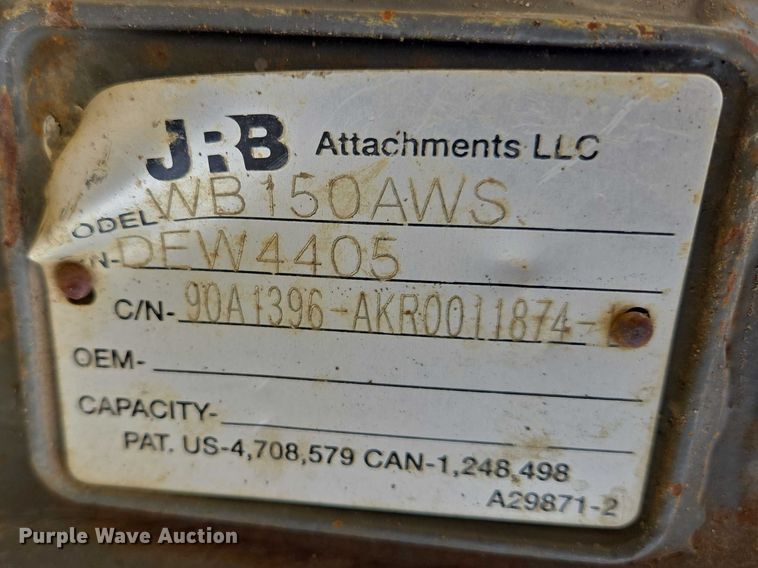 JRB Attachments LLC
ODEL WB150AWS
N- DEW4405
C/N- 90A1396-AKR0011874-
OEM-
CAPACITY-
PAT. US-4,708,579 CAN-1,248,498
A29871-2
Purple Wave Auction